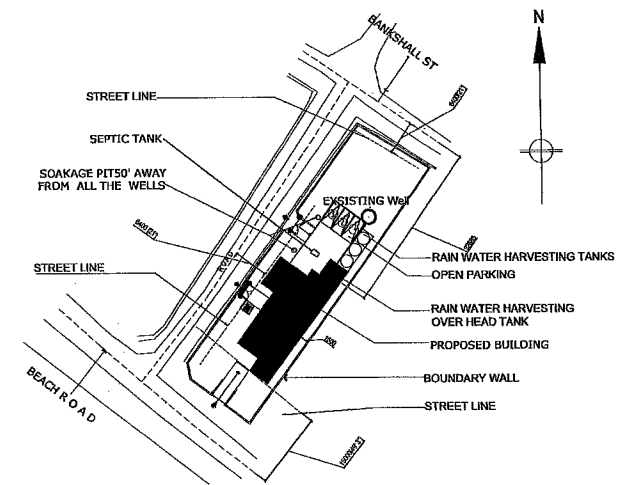 N
BANKSHALL ST
STREET LINE
SEPTIC TANK
SOAKAGE PIT50' AWAY
FROM ALL THE WELLS
EXSISTING Well
RAIN WATER HARVESTING TANKS
OPEN PARKING
STREET LINE
RAIN WATER HARVESTING
OVER HEAD TANK
PROPOSED BUILDING
BOUNDARY WALL
STREET LINE
BEACH ROAD